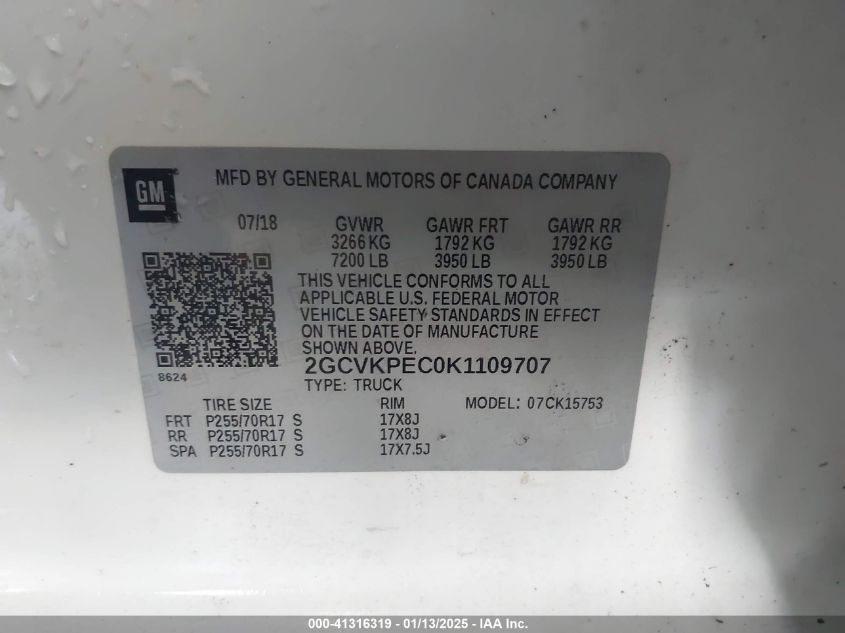 GM
MFD BY GENERAL MOTORS OF CANADA COMPANY
07/18 GVWR GAWR FRT GAWR RR
3266 KG 1792 KG 1792 KG
7200 LB 3950 LB 3950 LB
THIS VEHICLE CONFORMS TO ALL
APPLICABLE U.S. FEDERAL MOTOR
VEHICLE SAFETY STANDARDS IN EFFECT
ON THE DATE OF MANUFACTURE
SHOWN ABOVE.
2GCVKPEC0K1109707
8624
TYPE: TRUCK
TIRE SIZE RIM MODEL: 07CK15753
FRT P255/70R17 S 17X8J
RR P255/70R17 S 17X8J
SPA P255/70R17 S 17X7.5J
000-41316319 - 01/13/2025 - IAA Inc.